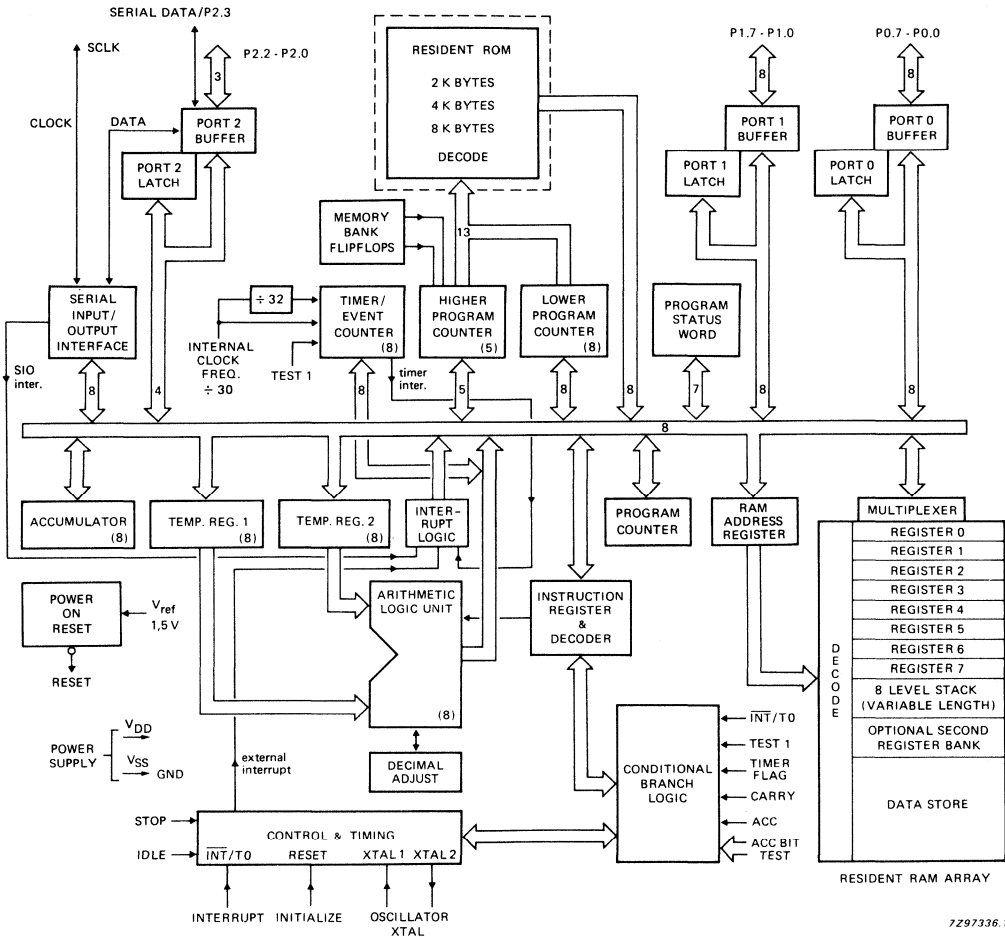 SERIAL DATA/P2.3
SCLK
P2.2 - P2.0
3
CLOCK
DATA
PORT 2
BUFFER
PORT 2
LATCH
RESIDENT ROM
2 K BYTES
4 K BYTES
8 K BYTES
DECODE
P1.7 - P1.0
8
PORT 1
BUFFER
PORT 1
LATCH
P0.7 - P0.0
8
PORT 0
BUFFER
PORT 0
LATCH
MEMORY
BANK
FLIPFLOPS
13
SERIAL
INPUT/
OUTPUT
INTERFACE
÷ 32
TIMER/
EVENT
COUNTER
(8)
HIGHER
PROGRAM
COUNTER
(5)
LOWER
PROGRAM
COUNTER
(8)
PROGRAM
STATUS
WORD
INTERNAL
CLOCK
FREQ.
÷ 30
TEST 1
SIO
inter.
timer
inter.
8
4
8
5
8
8
7
8
8
8
ACCUMULATOR
(8)
TEMP. REG. 1
(8)
TEMP. REG. 2
(8)
INTER-
RUPT
LOGIC
PROGRAM
COUNTER
RAM
ADDRESS
REGISTER
MULTIPLEXER
REGISTER 0
REGISTER 1
REGISTER 2
REGISTER 3
REGISTER 4
REGISTER 5
REGISTER 6
REGISTER 7
8 LEVEL STACK
(VARIABLE LENGTH)
OPTIONAL SECOND
REGISTER BANK
DATA STORE
DECODE
RESIDENT RAM ARRAY
POWER
ON
RESET
Vref
1,5 V
RESET
ARITHMETIC
LOGIC UNIT
(8)
INSTRUCTION
REGISTER
&
DECODER
POWER
SUPPLY
VDD
VSS
GND
external
interrupt
DECIMAL
ADJUST
CONDITIONAL
BRANCH
LOGIC
I̅N̅T̅/T0
TEST 1
TIMER
FLAG
CARRY
ACC
ACC BIT
TEST
STOP
IDLE
CONTROL & TIMING
I̅N̅T̅/T0 RESET XTAL 1 XTAL 2
INTERRUPT INITIALIZE OSCILLATOR
XTAL
7Z97336.1